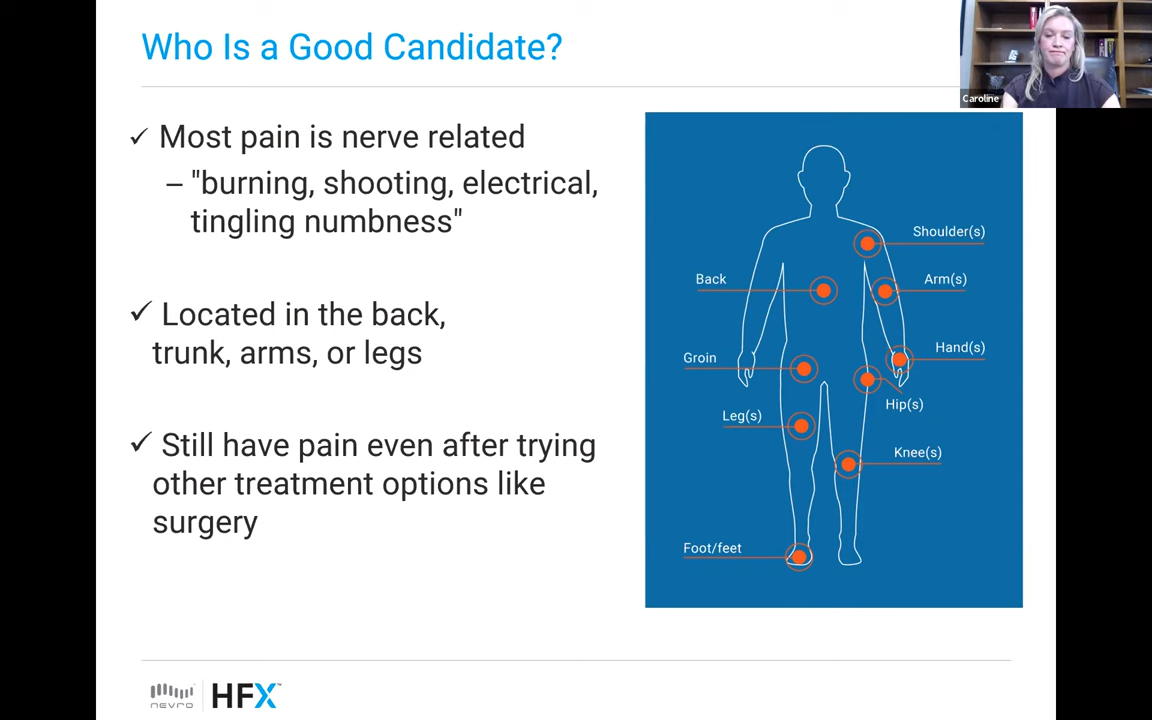 Who Is a Good Candidate?
Caroline
✓ Most pain is nerve related
– "burning, shooting, electrical,
tingling numbness"
✓ Located in the back,
trunk, arms, or legs
✓ Still have pain even after trying
other treatment options like
surgery
Shoulder(s)
Back
Arm(s)
Hand(s)
Groin
Hip(s)
Leg(s)
Knee(s)
Foot/feet
nevro
HFX™